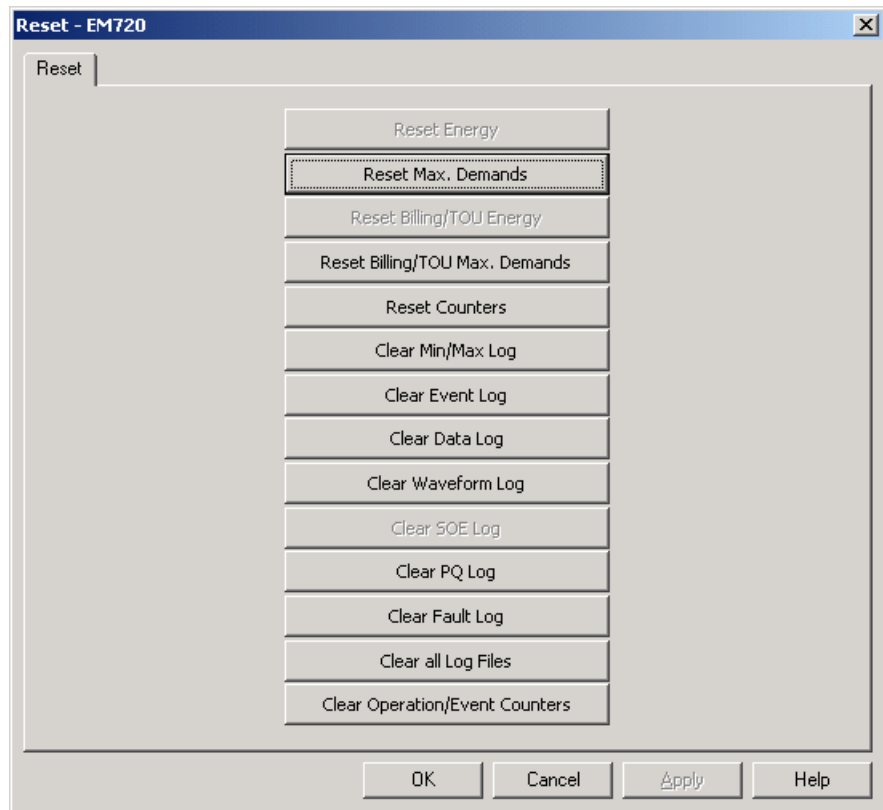 Reset - EM720
Reset
Reset Energy
Reset Max. Demands
Reset Billing/TOU Energy
Reset Billing/TOU Max. Demands
Reset Counters
Clear Min/Max Log
Clear Event Log
Clear Data Log
Clear Waveform Log
Clear SOE Log
Clear PQ Log
Clear Fault Log
Clear all Log Files
Clear Operation/Event Counters
OK Cancel Apply Help